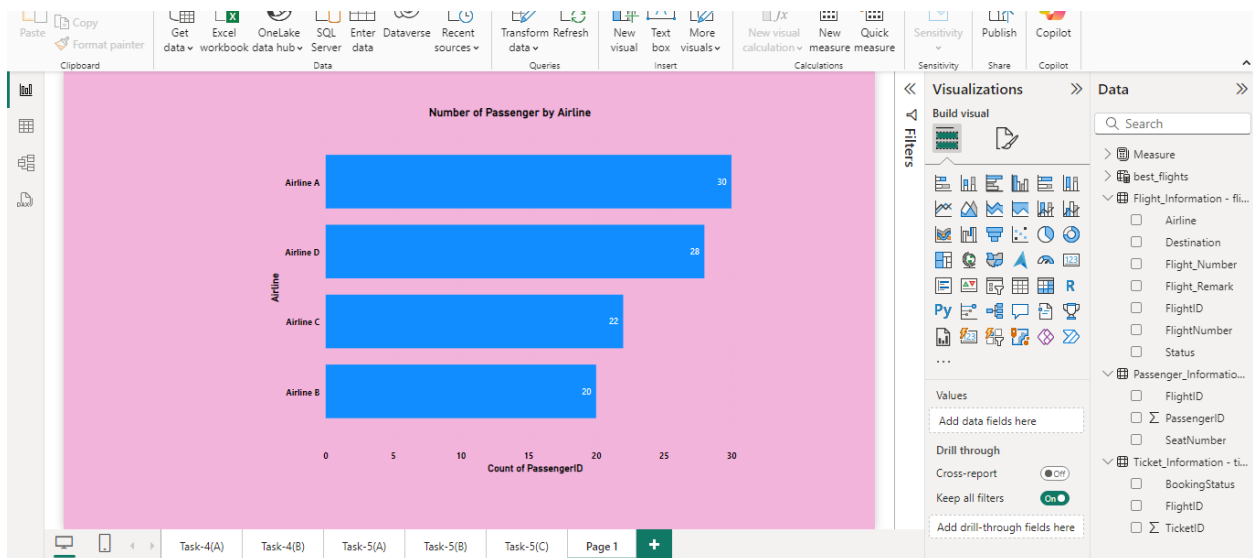 Paste
Copy
Format painter
Clipboard
Get data
Excel workbook
OneLake data hub
SQL Server
Enter data
Dataverse
Recent sources
Data
Transform data
Refresh
Queries
New visual
Text box
More visuals
Insert
New visual calculation
New measure
Quick measure
Calculations
Sensitivity
Sensitivity
Publish
Share
Copilot
Copilot
Number of Passenger by Airline
Airline
Airline A
30
Airline D
28
Airline C
22
Airline B
20
0 5 10 15 20 25 30
Count of PassengerID
Filters
Visualizations
Build visual
123
R
Py
123
...
Values
Add data fields here
Drill through
Cross-report
Off
Keep all filters
On
Add drill-through fields here
Data
Search
Measure
best_flights
Flight_Information - fli...
Airline
Destination
Flight_Number
Flight_Remark
FlightID
FlightNumber
Status
Passenger_Informatio...
FlightID
PassengerID
SeatNumber
Ticket_Information - ti...
BookingStatus
FlightID
TicketID
Task-4(A)
Task-4(B)
Task-5(A)
Task-5(B)
Task-5(C)
Page 1